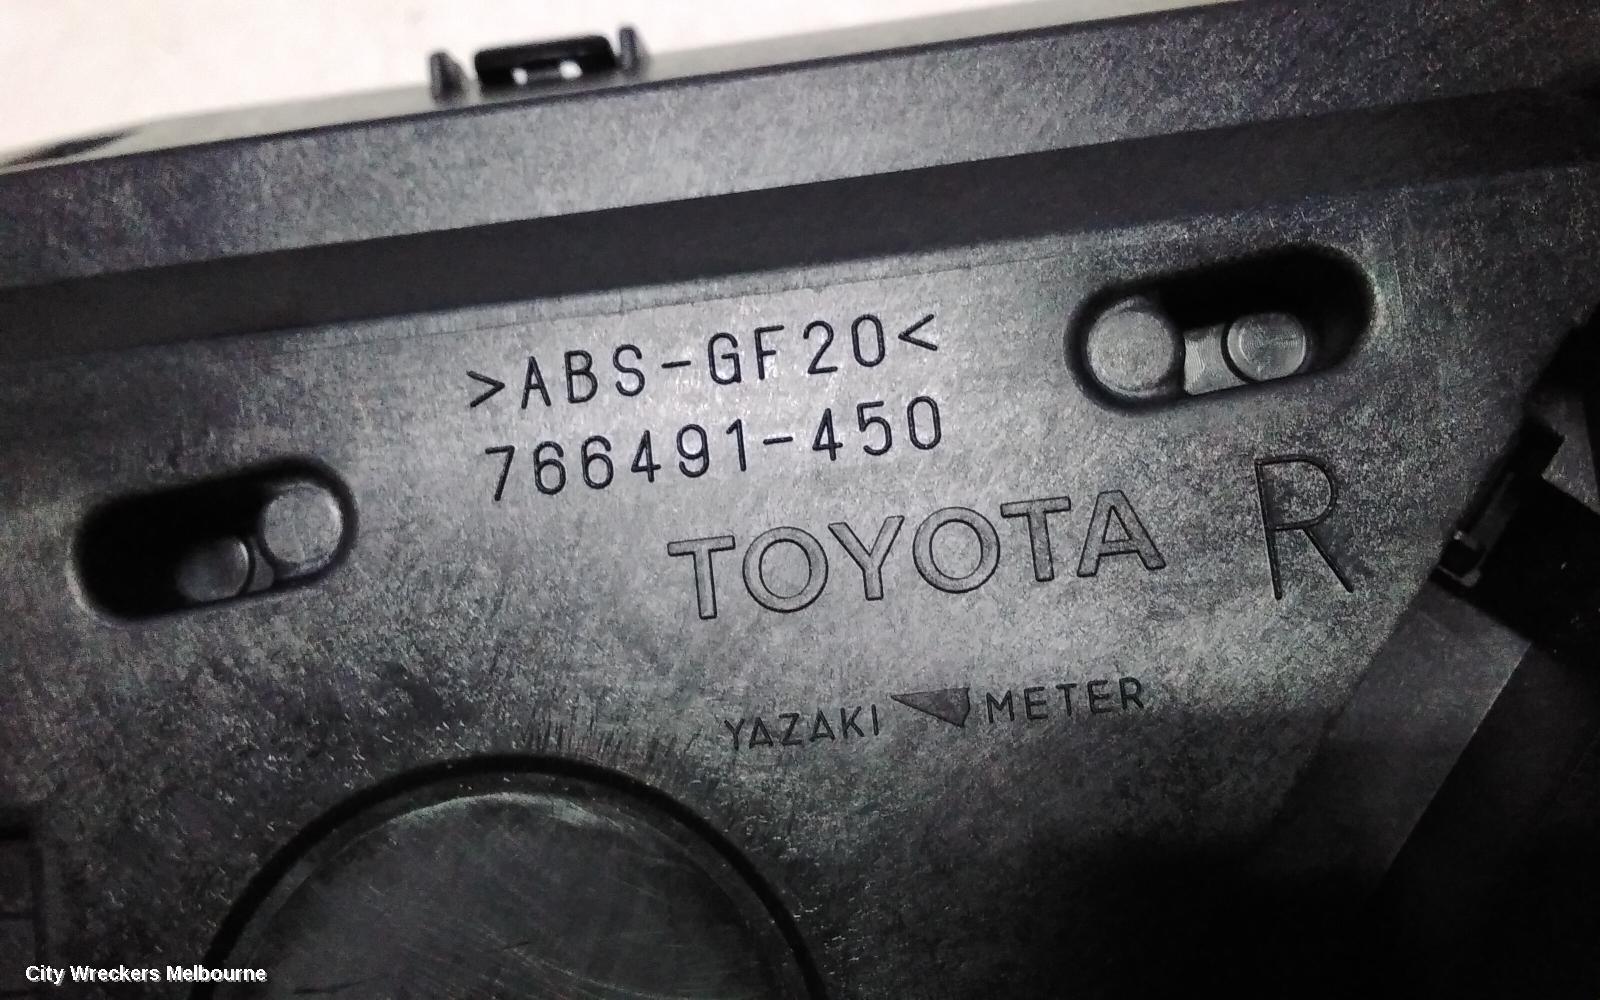 >ABS-GF20<
766491-450
TOYOTA R
YAZAKI METER
City Wreckers Melbourne